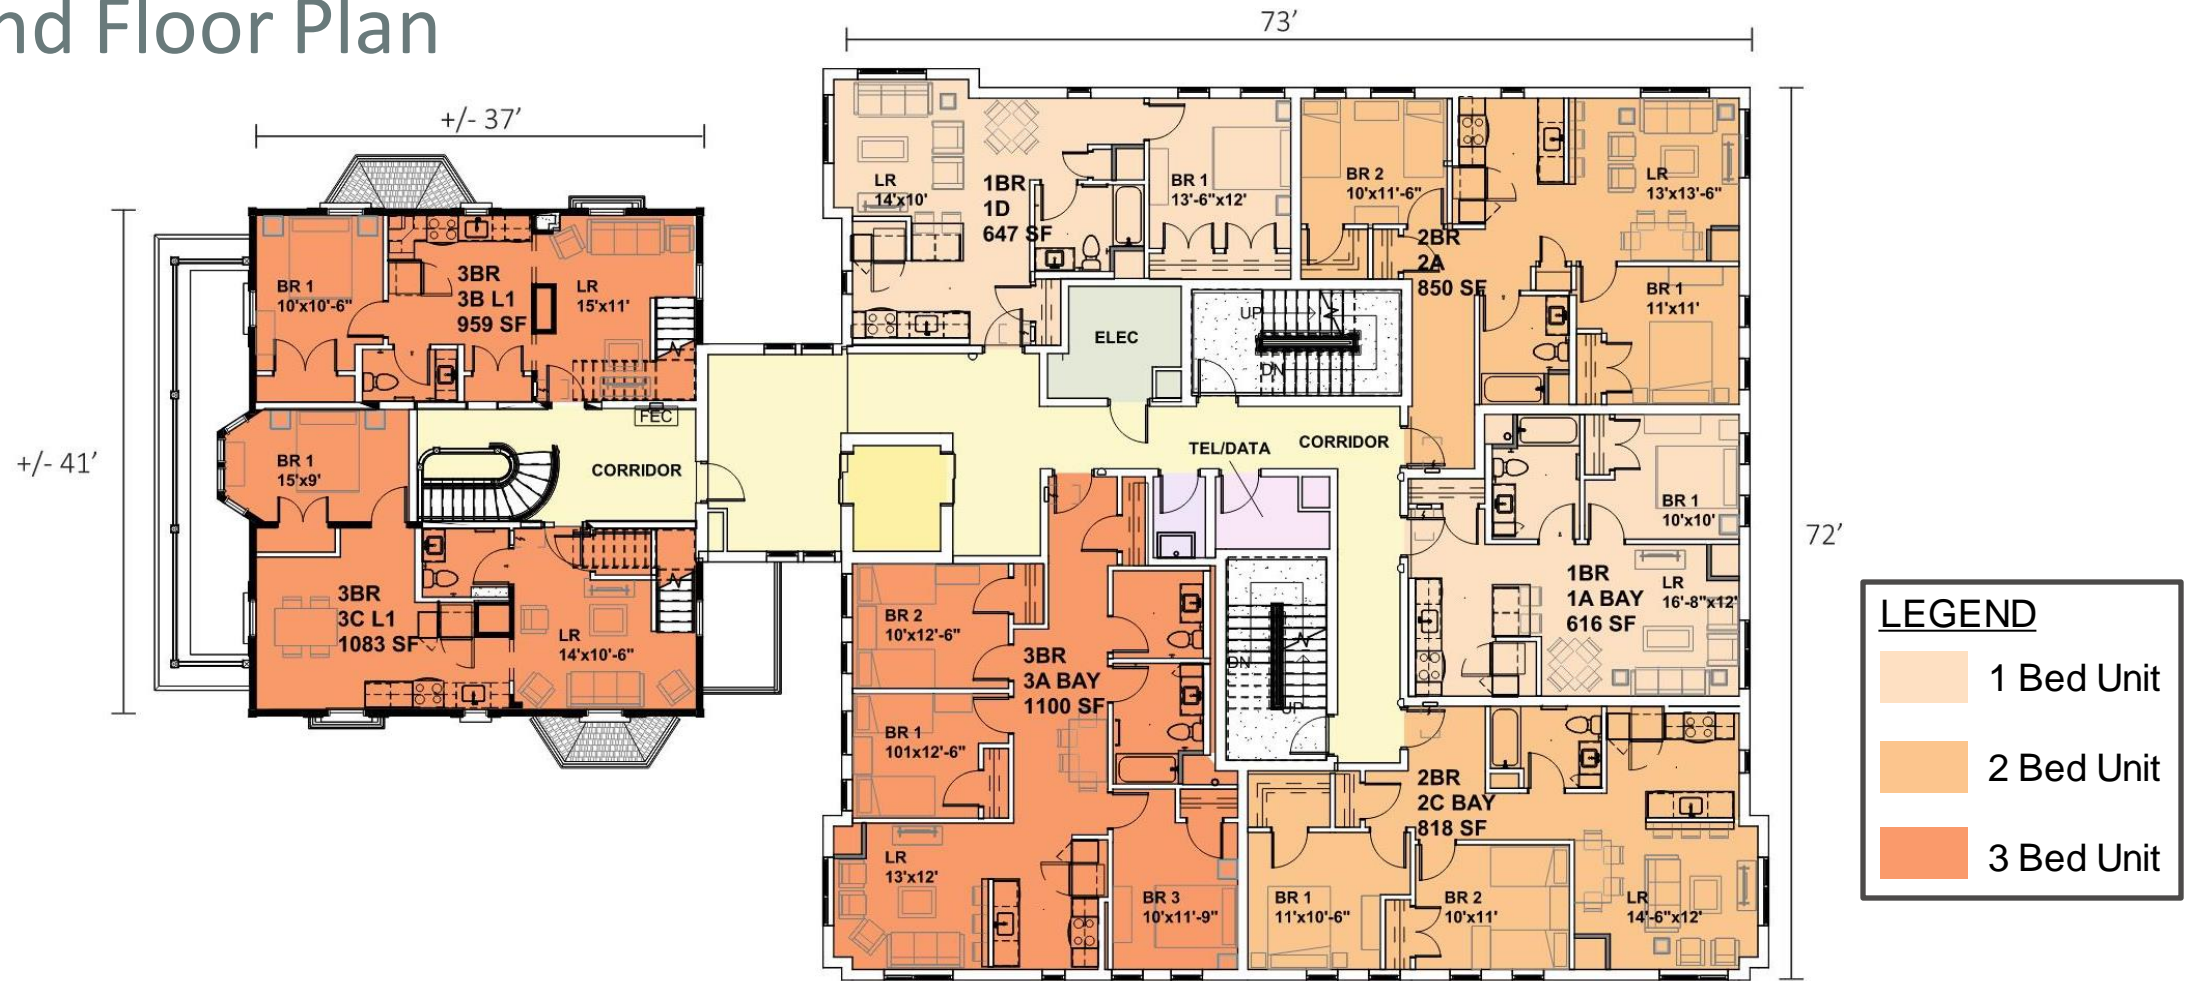 nd Floor Plan
73’
+/- 37’
+/- 41’
72’
BR 1
10'x10'-6"
3BR
3B L1
959 SF
LR
15'x11'
FEC
CORRIDOR
BR 1
15'x9'
3BR
3C L1
1083 SF
LR
14'x10'-6"
LR
14'x10'
1BR
1D
647 SF
BR 1
13'-6"x12'
BR 2
10'x11'-6"
2BR
2A
850 SF
LR
13'x13'-6"
BR 1
11'x11'
ELEC
UP
DN
TEL/DATA
CORRIDOR
BR 1
10'x10'
1BR
1A BAY
616 SF
LR
16'-8"x12'
BR 2
10'x12'-6"
3BR
3A BAY
1100 SF
BR 1
101x12'-6"
LR
13'x12'
BR 3
10'x11'-9"
DN
UP
2BR
2C BAY
818 SF
BR 1
11'x10'-6"
BR 2
10'x11'
LR
14'-6"x12'
LEGEND
1 Bed Unit
2 Bed Unit
3 Bed Unit